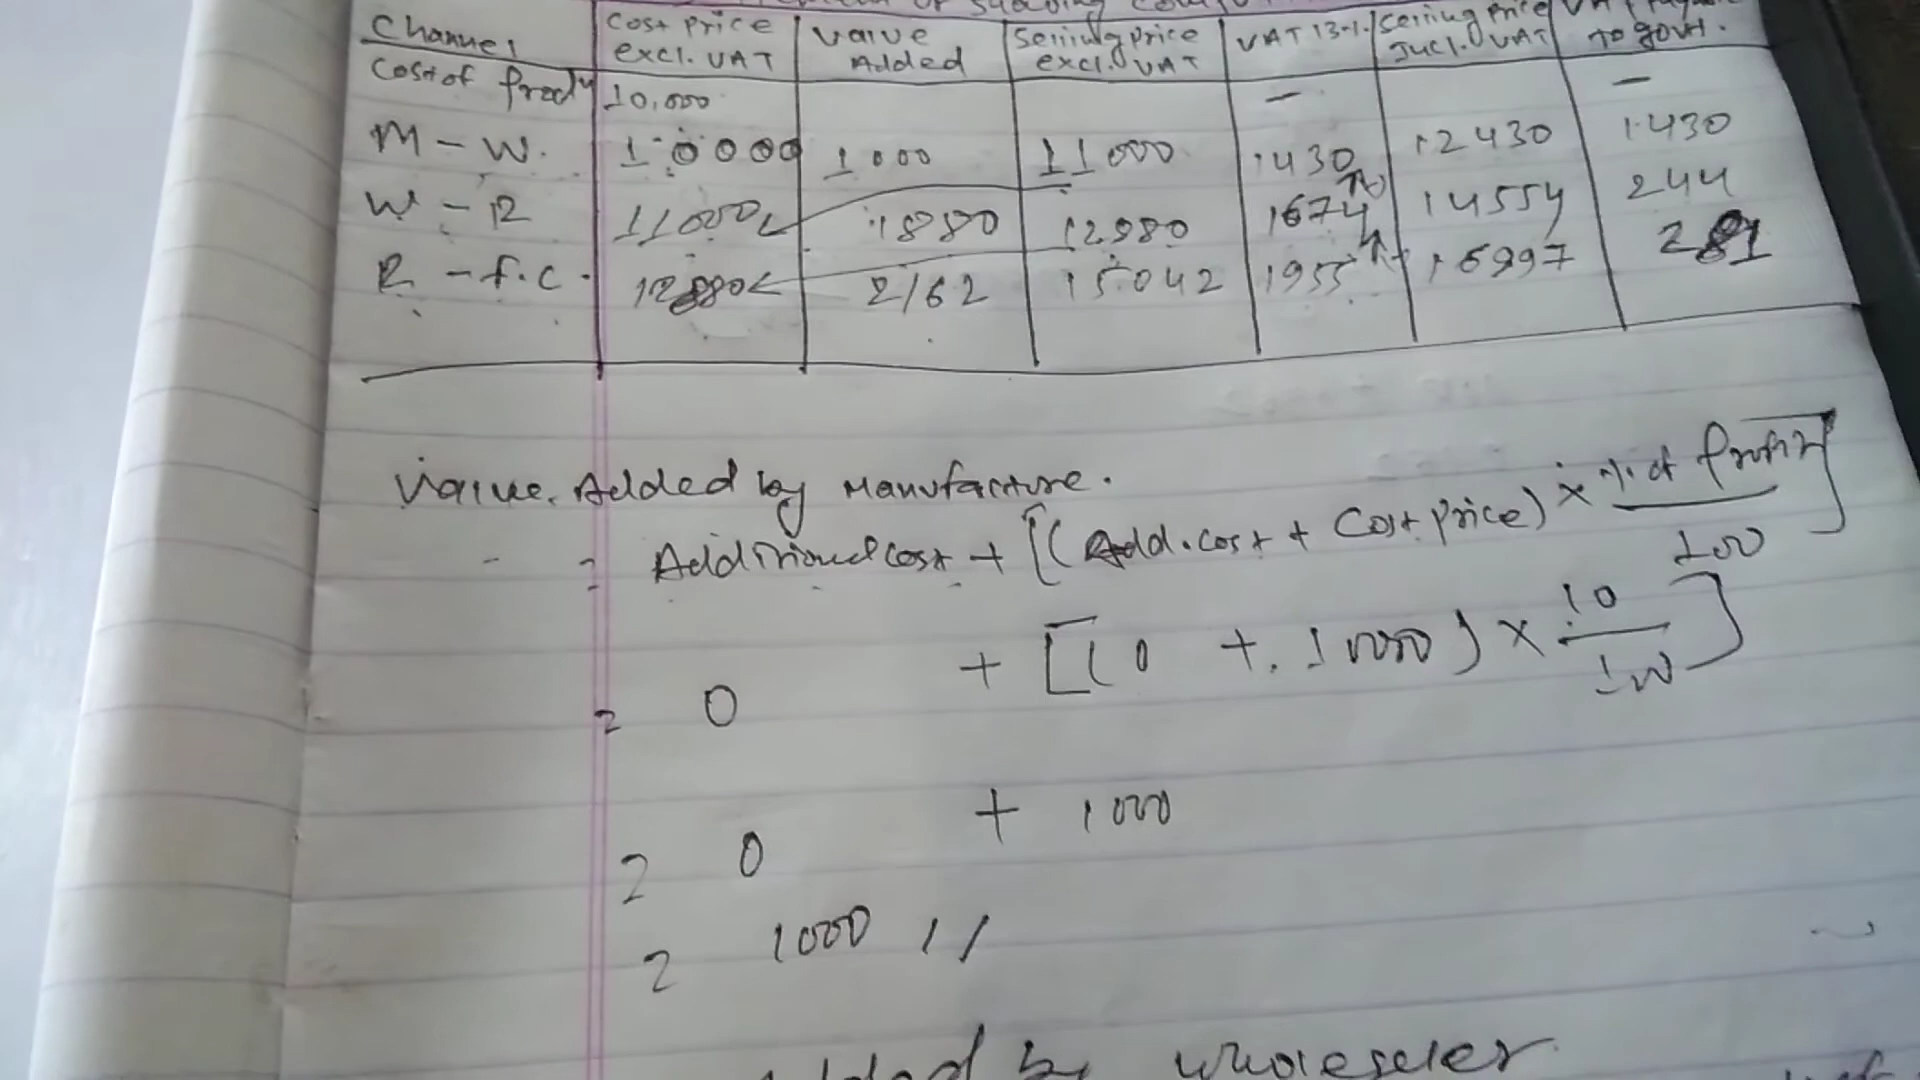 Channel Cost Price excl. VAT Value Added Selling price excl. VAT VAT 13% Selling Price Incl. VAT to govt.
Cost of 10,000 — —
M - W. 10000 1000 11000 1430 12430 1430
W - R 11000 1880 12880 1674 14554 244
R - f.c. 12880 2162 15042 1955 16997 281
Value Added by Manufacture.
= Additional cost + [(Add. cost + Cost price) × % of Profit / 100]
= 0 + [(0 + 10000) × 10 / 100]
= 0 + 1000
= 1000 //
by wholeseler